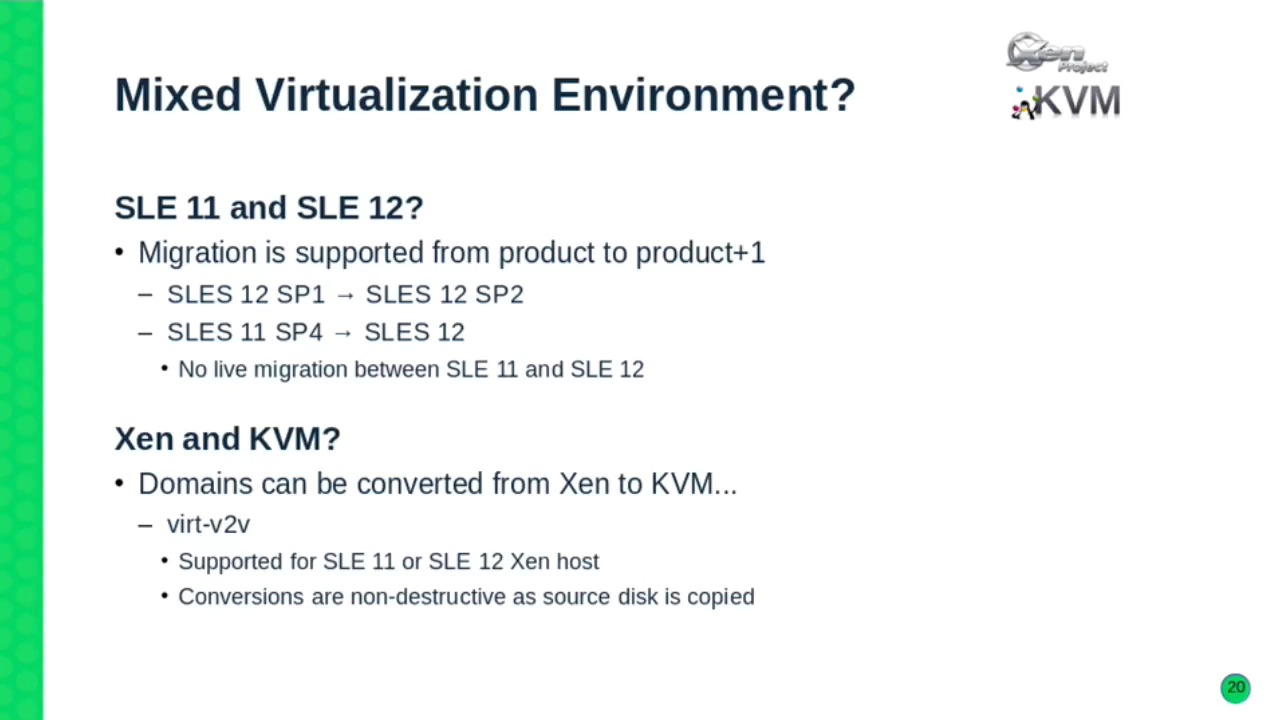 Xen
Project
KVM
Mixed Virtualization Environment?
SLE 11 and SLE 12?
• Migration is supported from product to product+1
– SLES 12 SP1 → SLES 12 SP2
– SLES 11 SP4 → SLES 12
• No live migration between SLE 11 and SLE 12
Xen and KVM?
• Domains can be converted from Xen to KVM...
– virt-v2v
• Supported for SLE 11 or SLE 12 Xen host
• Conversions are non-destructive as source disk is copied
20